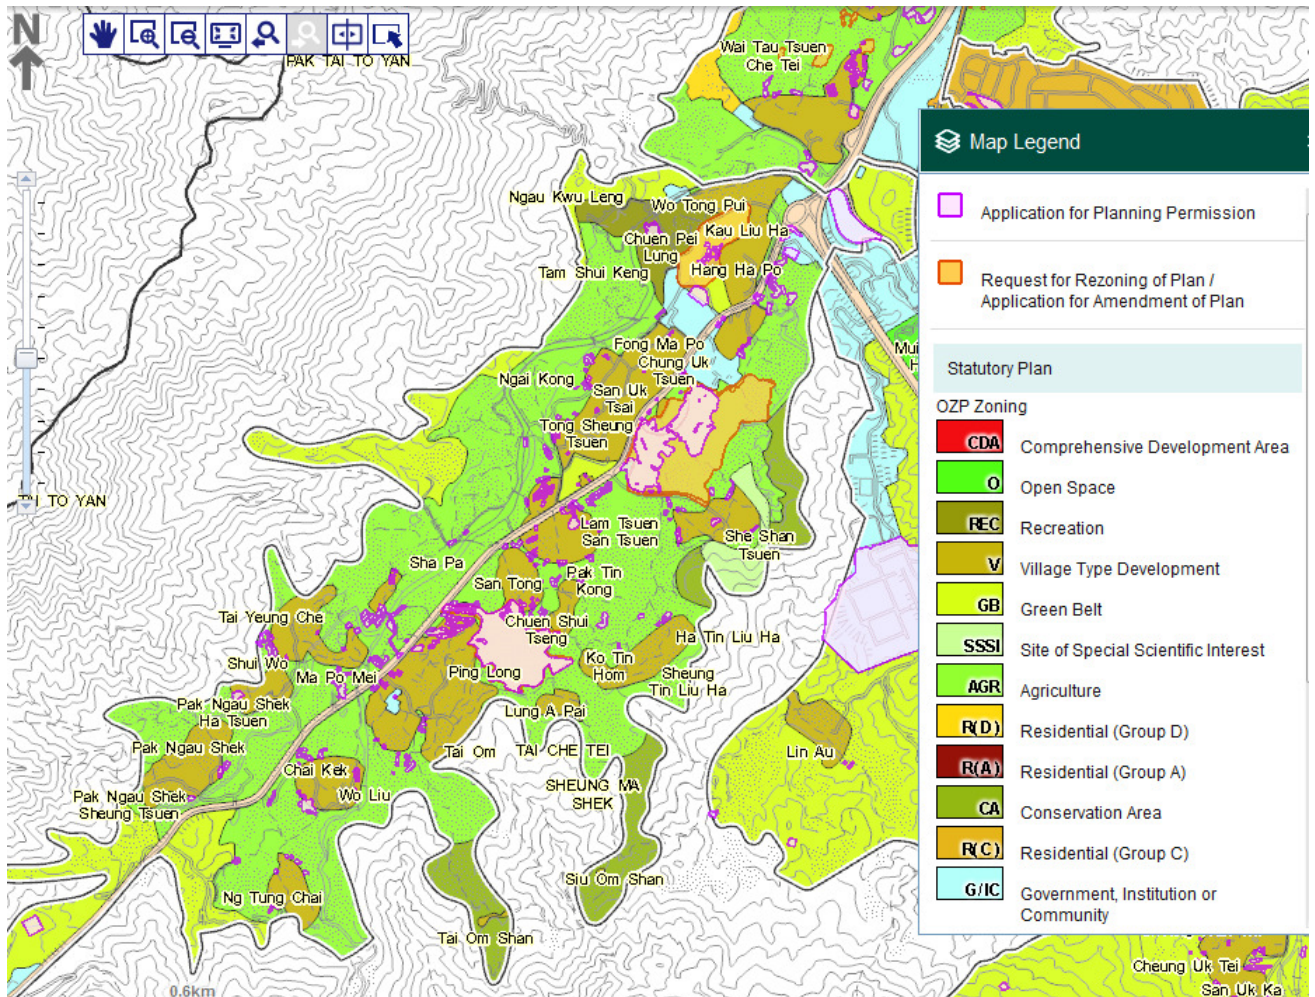 N
PAK TAI TO YAN
Wai Tau Tsuen
Che Tei
Map Legend
Ngau Kwu Leng
Wo Tong Pui
Kau Liu Ha
Chuen Pei
Lung
Tam Shui Keng
Hang Ha Po
Application for Planning Permission
Request for Rezoning of Plan /
Application for Amendment of Plan
Fong Ma Po
Chung Uk
Tsuen
Mui
H
Ngai Kong
San Uk
Tsai
Tong Sheung
Tsuen
Statutory Plan
OZP Zoning
CDA
Comprehensive Development Area
O
Open Space
REC
Recreation
V
Village Type Development
GB
Green Belt
SSSI
Site of Special Scientific Interest
AGR
Agriculture
R(D)
Residential (Group D)
R(A)
Residential (Group A)
CA
Conservation Area
R(C)
Residential (Group C)
G/IC
Government, Institution or
Community
TO YAN
Lam Tsuen
San Tsuen
She Shan
Tsuen
Sha Pa
San Tong
Pak Tin
Kong
Tai Yeung Che
Chuen Shui
Tseng
Ha Tin Liu Ha
Shui Wo
Ma Po Mei
Ping Long
Ko Tin
Hom
Sheung
Tin Liu Ha
Pak Ngau Shek
Ha Tsuen
Lung A Pai
Pak Ngau Shek
Tai Om
TAI CHE TEI
Lin Au
Chai Kek
Wo Liu
SHEUNG MA
SHEK
Pak Ngau Shek
Sheung Tsuen
Ng Tung Chai
Siu Om Shan
Tai Om Shan
Cheung Uk Tei
San Uk Ka
0.6km